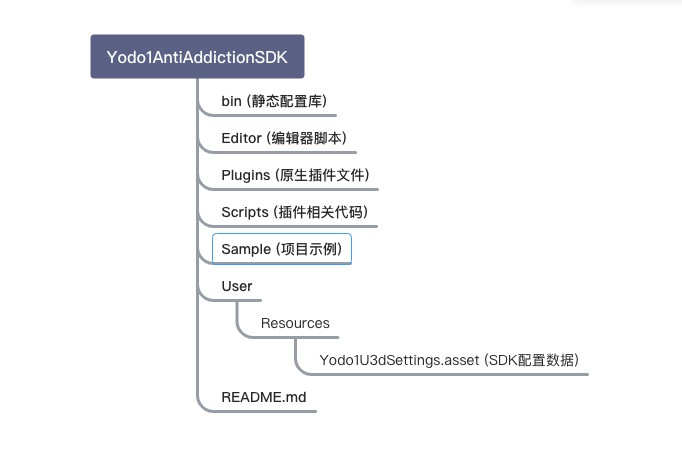 Yodo1AntiAddictionSDK
bin (静态配置库)
Editor (编辑器脚本)
Plugins (原生插件文件)
Scripts (插件相关代码)
Sample (项目示例)
User
Resources
Yodo1U3dSettings.asset (SDK配置数据)
README.md